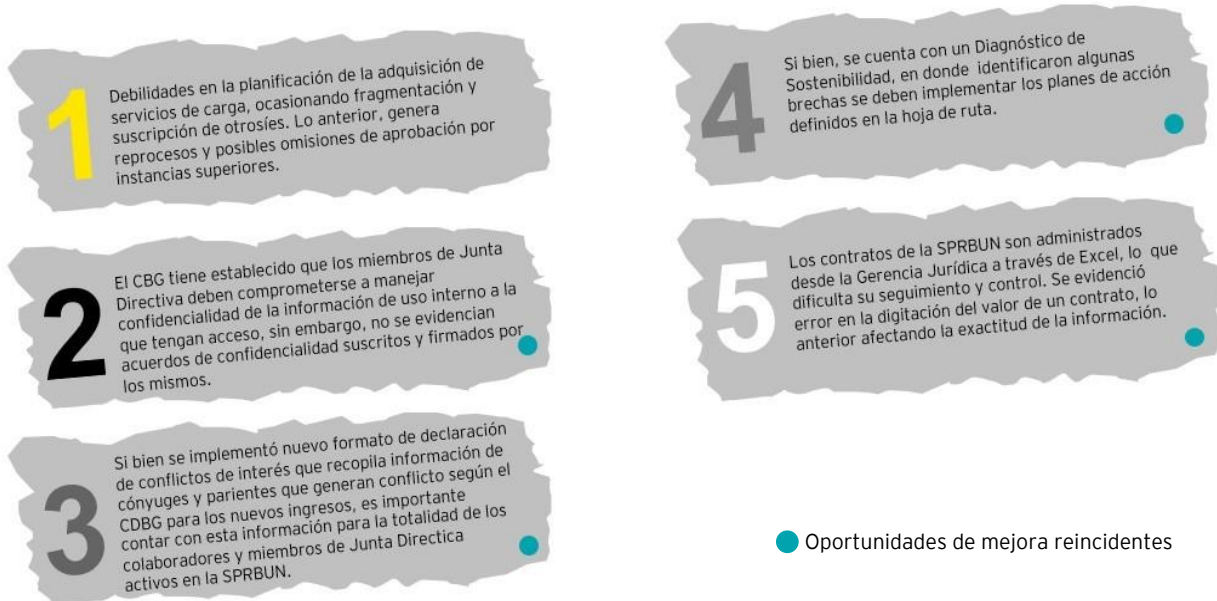 1
Debilidades en la planificación de la adquisición de
servicios de carga, ocasionando fragmentación y
suscripción de otrosíes. Lo anterior, genera
reprocesos y posibles omisiones de aprobación por
instancias superiores.
2
El CBG tiene establecido que los miembros de Junta
Directiva deben comprometerse a manejar
confidencialidad de la información de uso interno a la
que tengan acceso, sin embargo, no se evidencian
acuerdos de confidencialidad suscritos y firmados por
los mismos.
3
Si bien se implementó nuevo formato de declaración
de conflictos de interés que recopila información de
cónyuges y parientes que generan conflicto según el
CDBG para los nuevos ingresos, es importante
contar con esta información para la totalidad de los
colaboradores y miembros de Junta Directica
activos en la SPRBUN.
4
Si bien, se cuenta con un Diagnóstico de
Sostenibilidad, en donde identificaron algunas
brechas se deben implementar los planes de acción
definidos en la hoja de ruta.
5
Los contratos de la SPRBUN son administrados
desde la Gerencia Jurídica a través de Excel, lo que
dificulta su seguimiento y control. Se evidenció
error en la digitación del valor de un contrato, lo
anterior afectando la exactitud de la información.
Oportunidades de mejora reincidentes